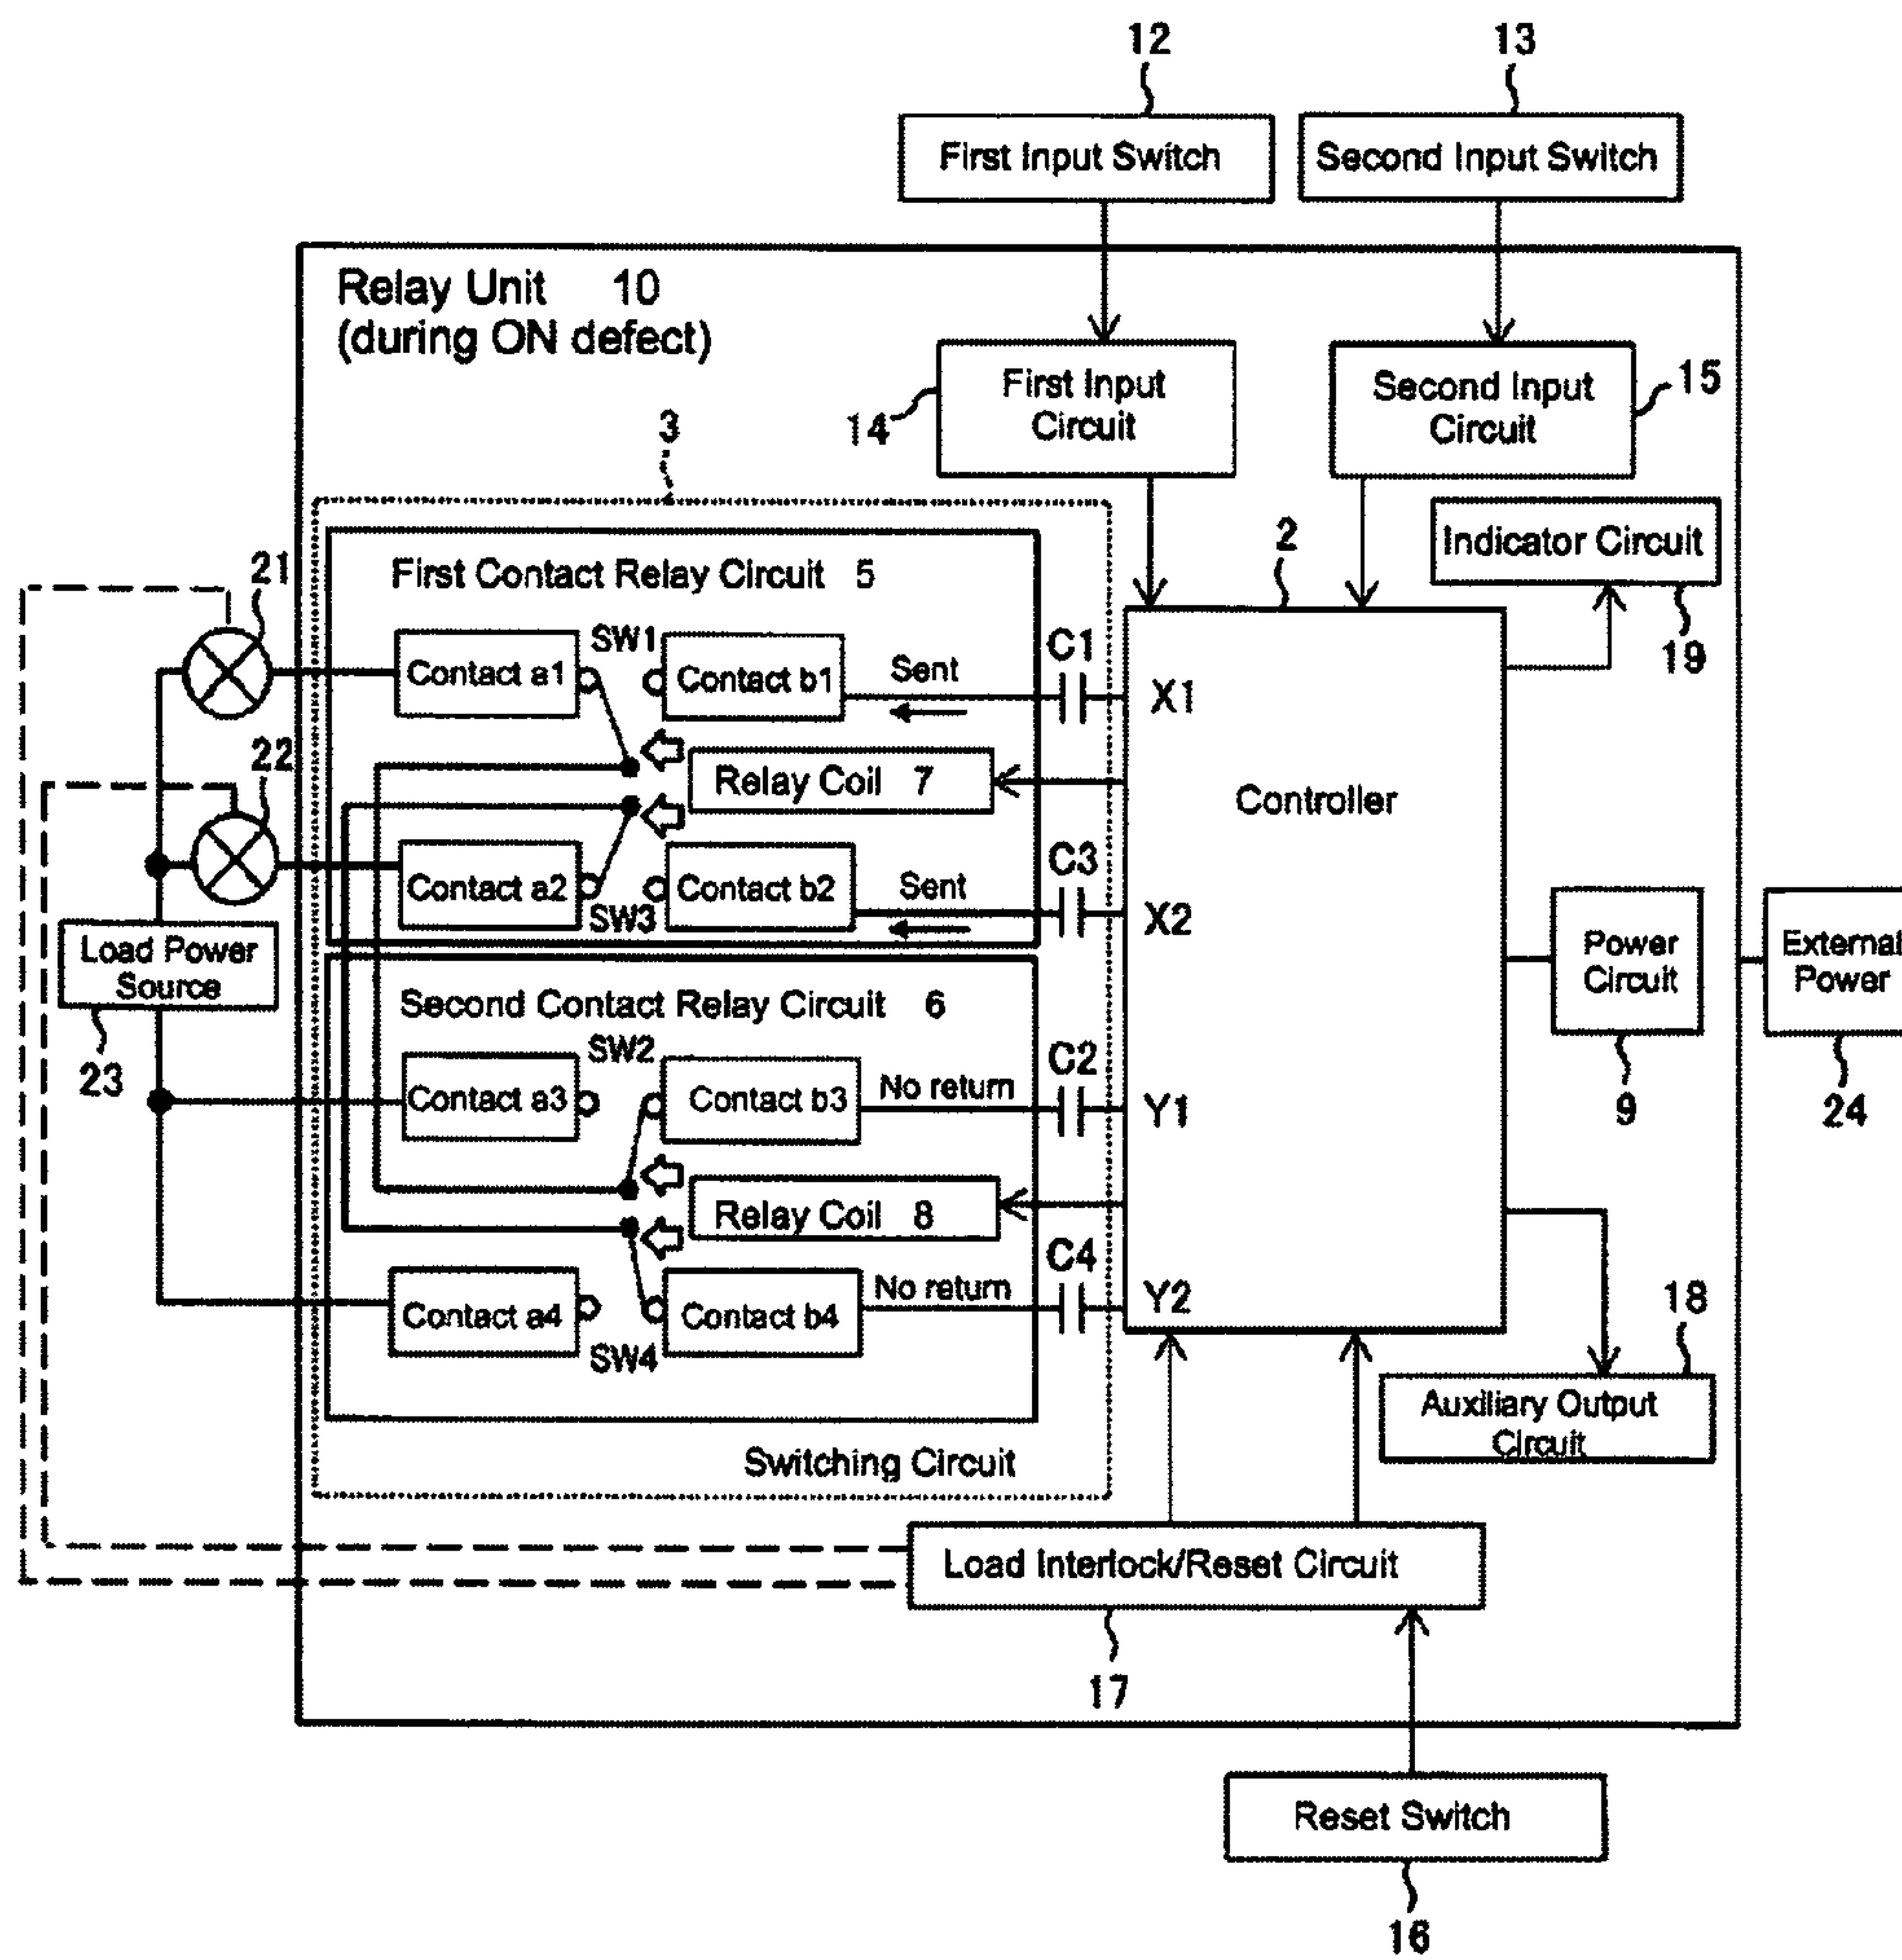 12
13
First Input Switch
Second Input Switch
Relay Unit 10
(during ON defect)
First Input
Circuit
14
Second Input
Circuit
15
3
2
Indicator Circuit
19
21
First Contact Relay Circuit 5
SW1
Contact a1
Contact b1
Sent
C1
X1
22
Relay Coil 7
Controller
Contact a2
SW3
Contact b2
Sent
C3
X2
Load Power
Source
23
Power
Circuit
9
External
Power
24
Second Contact Relay Circuit 6
SW2
Contact a3
Contact b3
No return
C2
Y1
Relay Coil 8
Contact a4
SW4
Contact b4
No return
C4
Y2
18
Auxiliary Output
Circuit
Switching Circuit
Load Interlock/Reset Circuit
17
Reset Switch
16